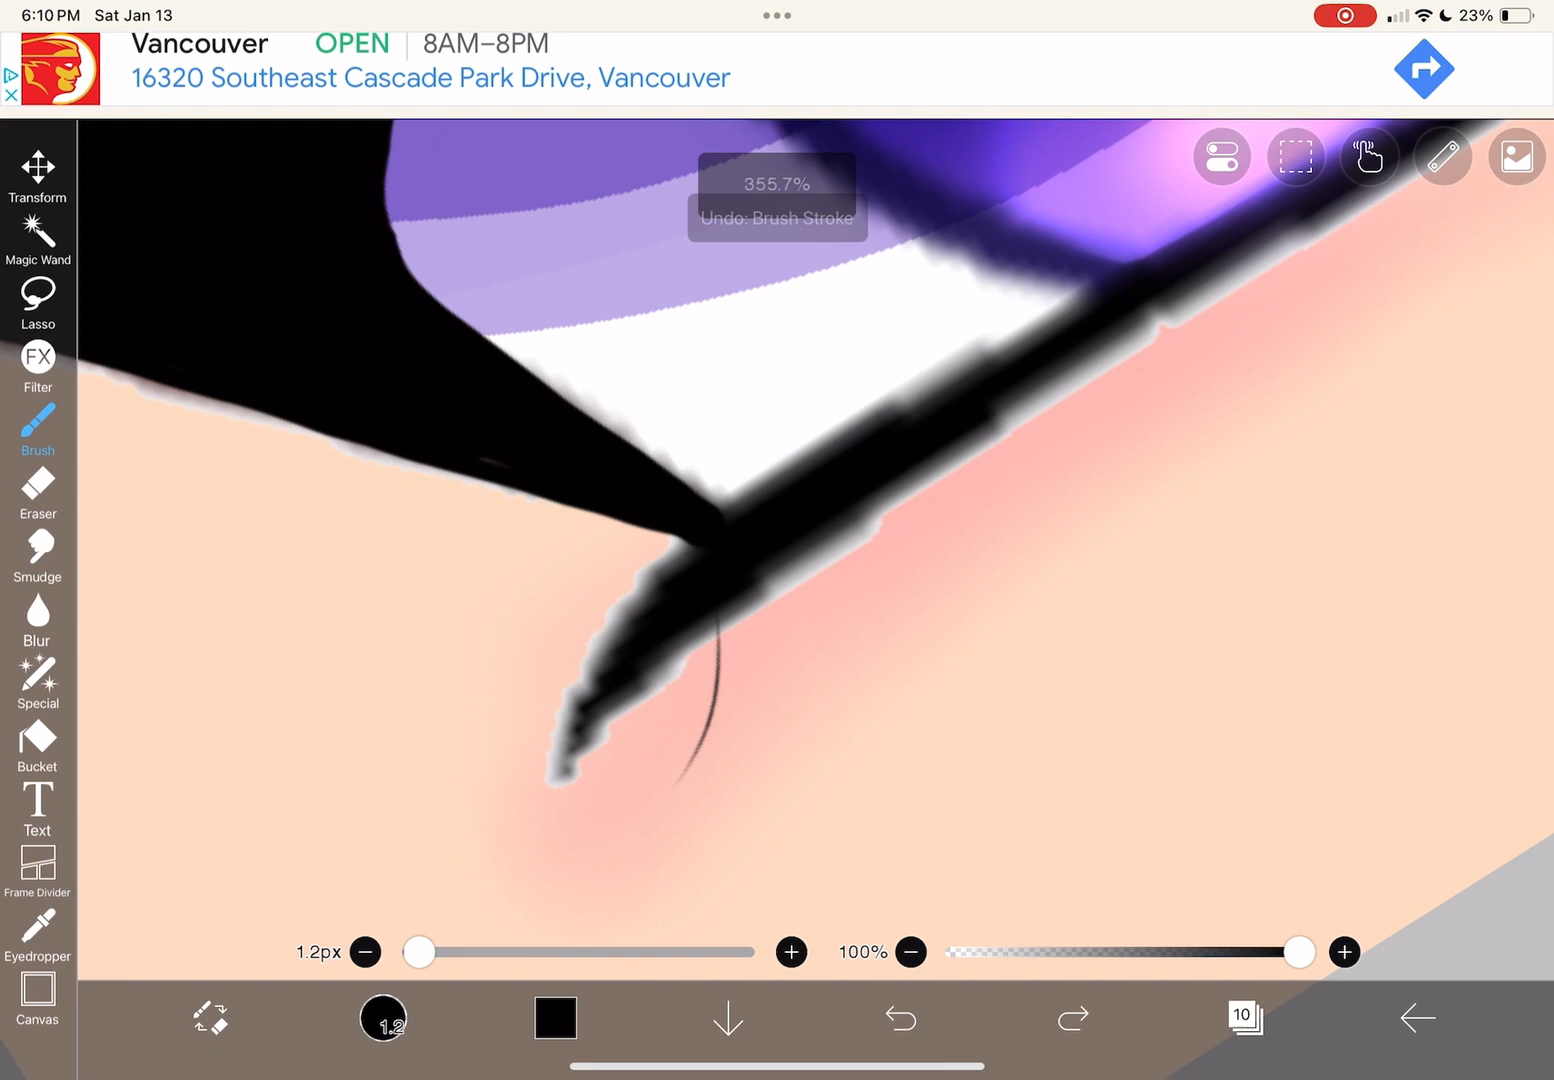 6:10 PM Sat Jan 13
23%
Vancouver OPEN 8AM–8PM
16320 Southeast Cascade Park Drive, Vancouver
355.7%
Undo: Brush Stroke
Transform
Magic Wand
Lasso
FX
Filter
Brush
Eraser
Smudge
Blur
Special
Bucket
T
Text
Frame Divider
Eyedropper
Canvas
1.2px
100%
1.2
10